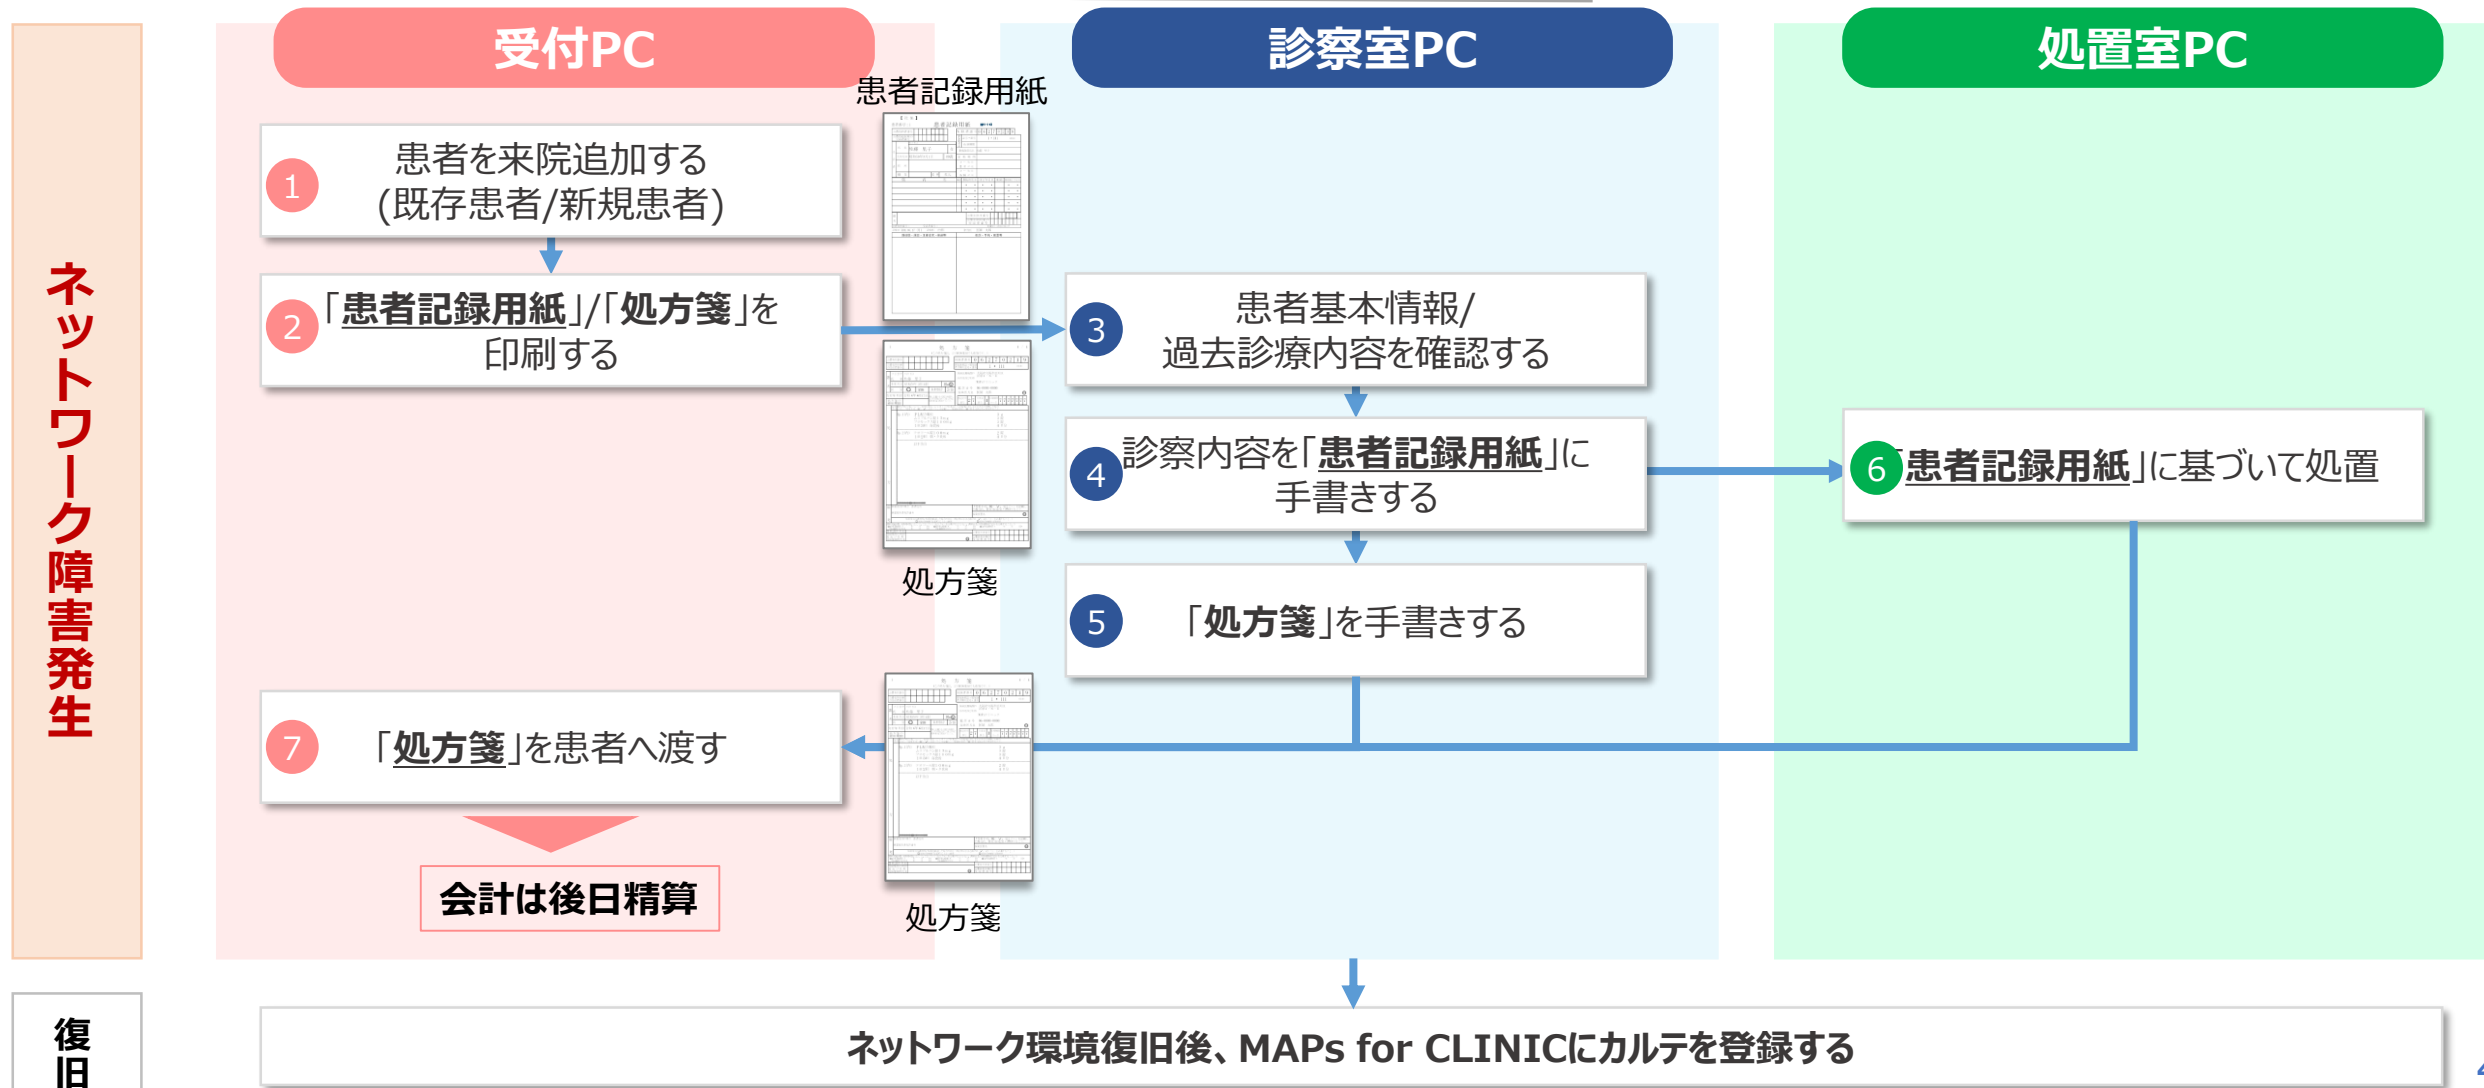 受付PC
診察室PC
処置室PC
ネットワーク障害発生
患者記録用紙
1
患者を来院追加する
(既存患者/新規患者)
2
「患者記録用紙」/「処方箋」を
印刷する
3
患者基本情報/
過去診療内容を確認する
4
診察内容を「患者記録用紙」に
手書きする
6
「患者記録用紙」に基づいて処置
処方箋
5
「処方箋」を手書きする
7
「処方箋」を患者へ渡す
会計は後日精算
処方箋
復旧
ネットワーク環境復旧後、MAPs for CLINICにカルテを登録する